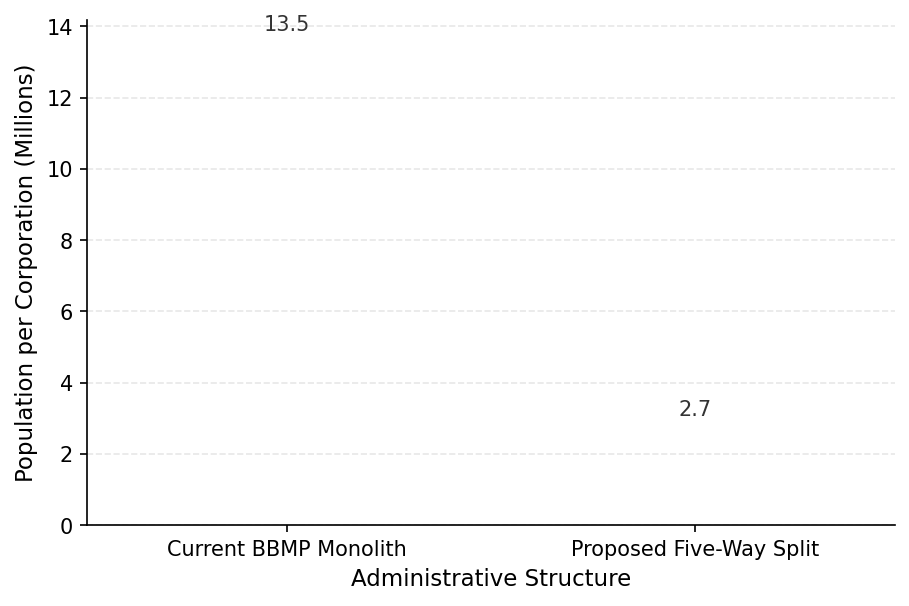 Population per Corporation (Millions)
14
12
10
8
6
4
2
0
13.5
2.7
Current BBMP Monolith
Proposed Five-Way Split
Administrative Structure